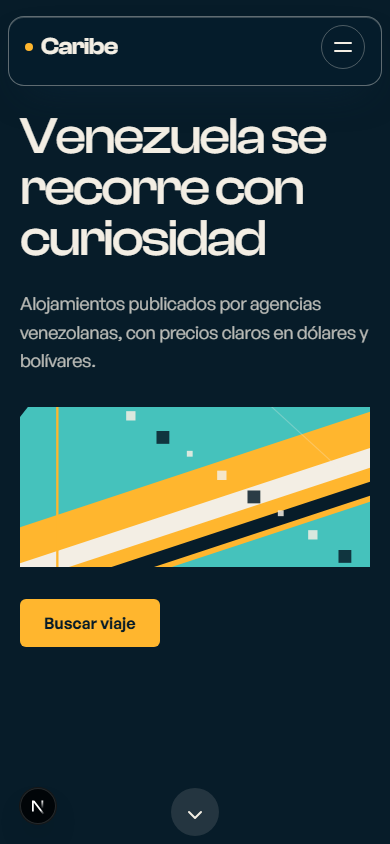 Caribe
Venezuela se
recorre con
curiosidad
Alojamientos publicados por agencias
venezolanas, con precios claros en dólares y
bolívares.
Buscar viaje
N